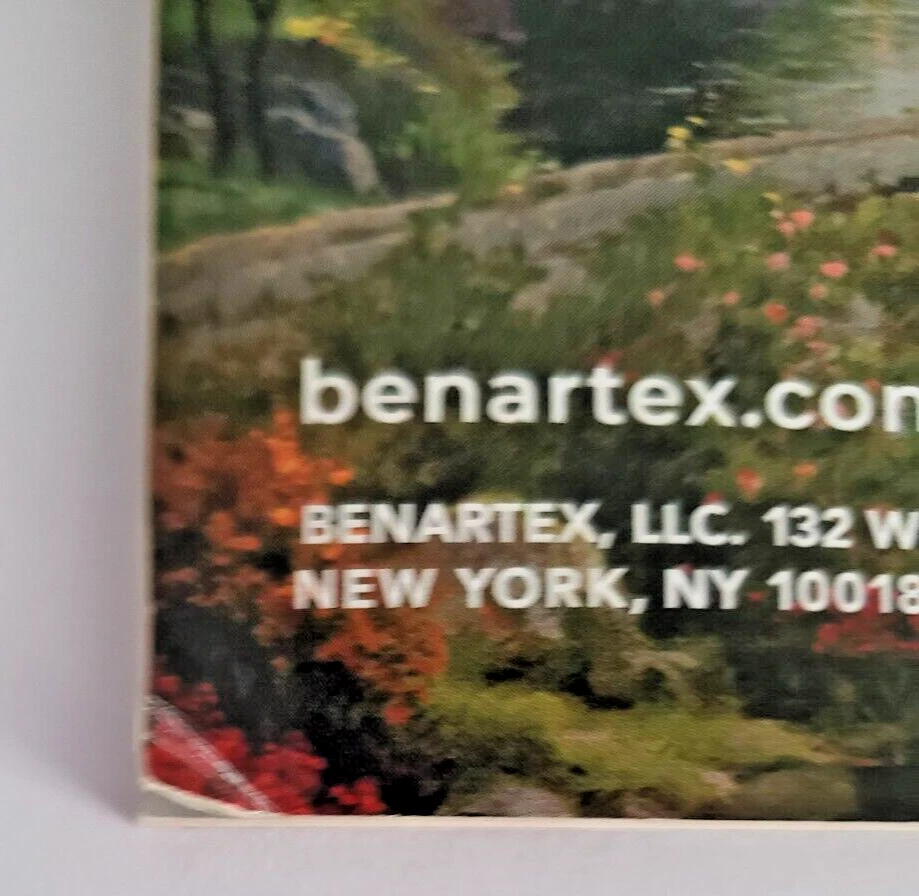 benartex.com
BENARTEX, LLC. 132 W
NEW YORK, NY 10018